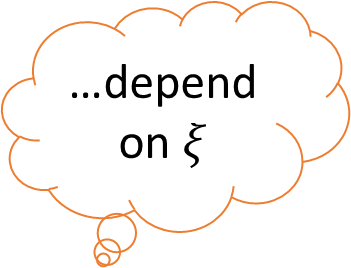 ...depend
on ξ